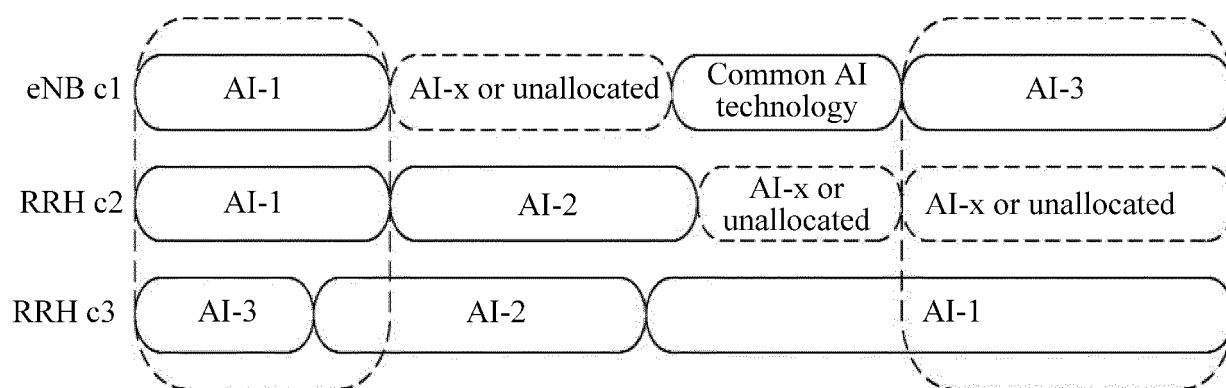 eNB c1
AI-1
AI-x or unallocated
Common AI
technology
AI-3
RRH c2
AI-1
AI-2
AI-x or
unallocated
AI-x or unallocated
RRH c3
AI-3
AI-2
AI-1